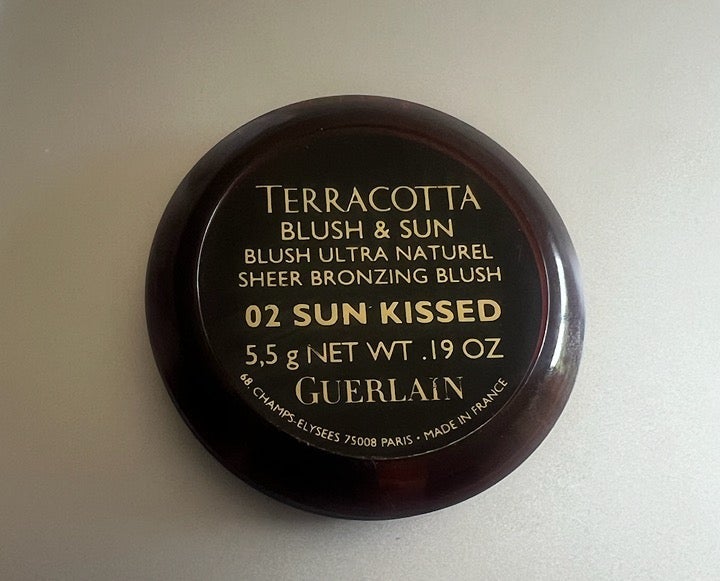 TERRACOTTA
BLUSH & SUN
BLUSH ULTRA NATUREL
SHEER BRONZING BLUSH
02 SUN KISSED
5,5 g NET WT .19 OZ
GUERLAIN
68, CHAMPS-ELYSEES 75008 PARIS • MADE IN FRANCE